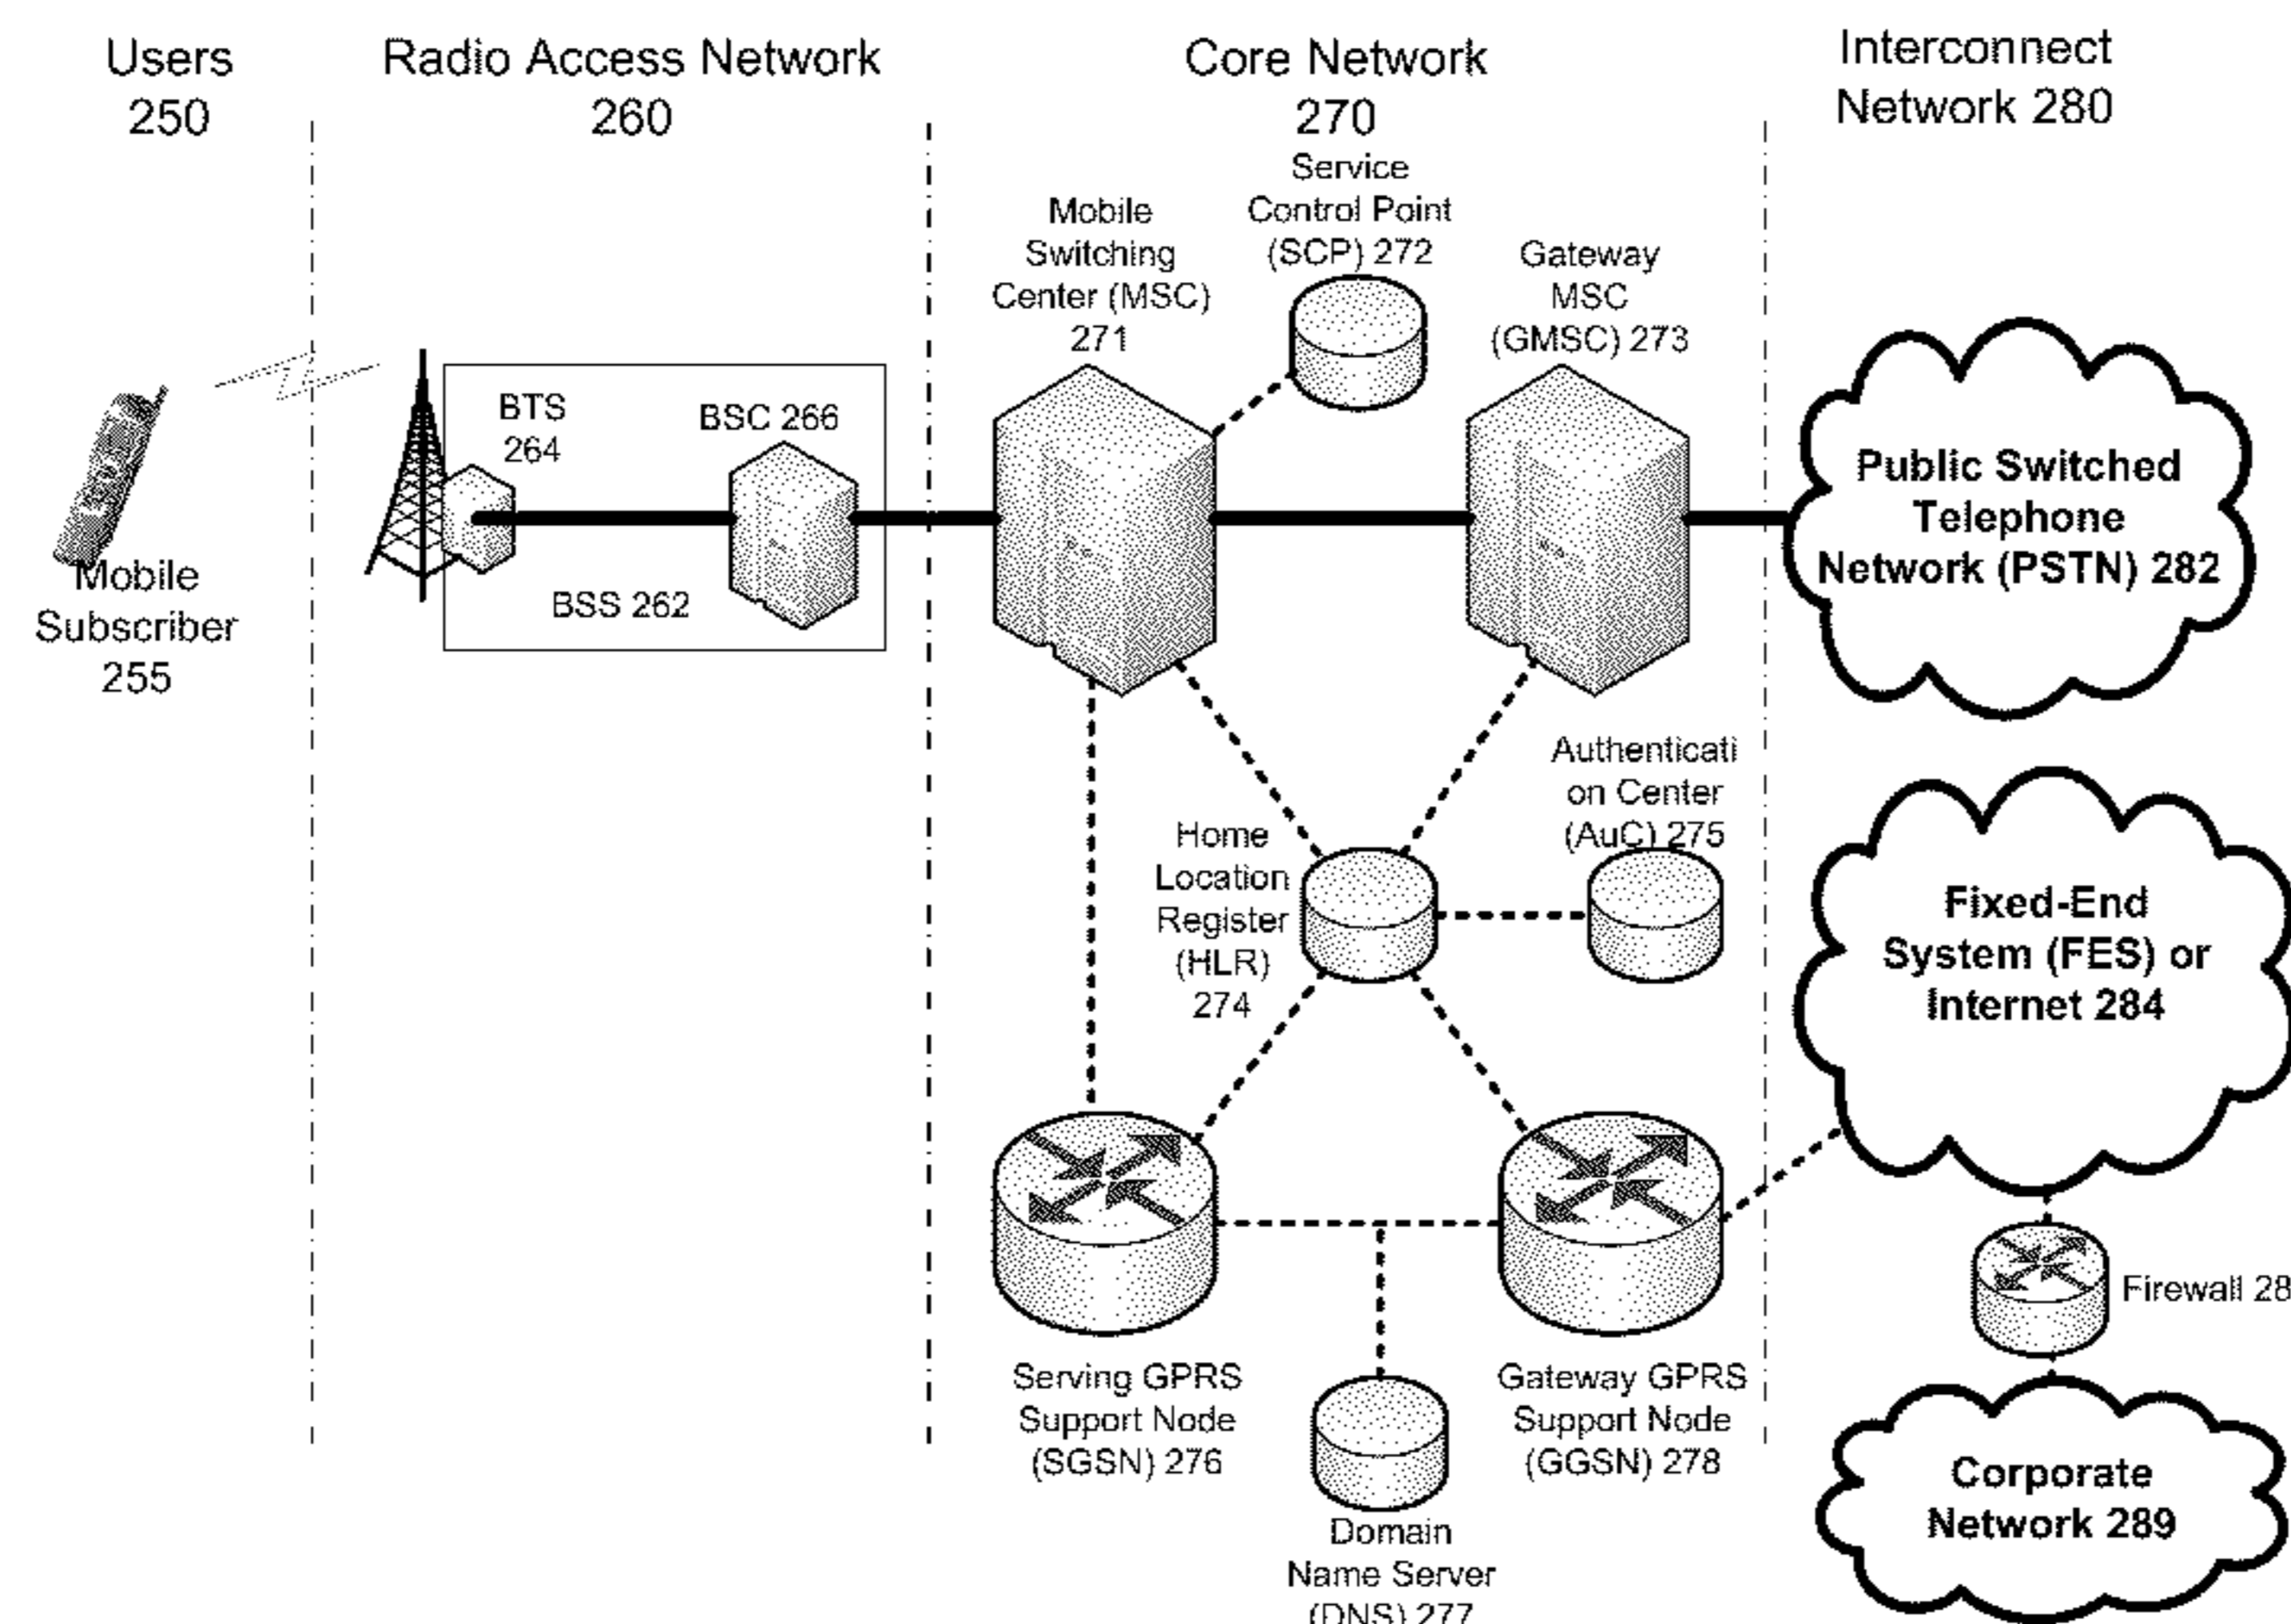 Users
250
Radio Access Network
260
Core Network
270
Interconnect
Network 280
Service
Control Point
(SCP) 272
Mobile
Switching
Center (MSC)
271
Gateway
MSC
(GMSC) 273
BTS
264
BSC 266
BSS 262
Mobile
Subscriber
255
Public Switched
Telephone
Network (PSTN) 282
Authenticati
on Center
(AuC) 275
Home
Location
Register
(HLR)
274
Fixed-End
System (FES) or
Internet 284
Firewall 28
Serving GPRS
Support Node
(SGSN) 276
Gateway GPRS
Support Node
(GGSN) 278
Corporate
Network 289
Domain
Name Server
(DNS) 277